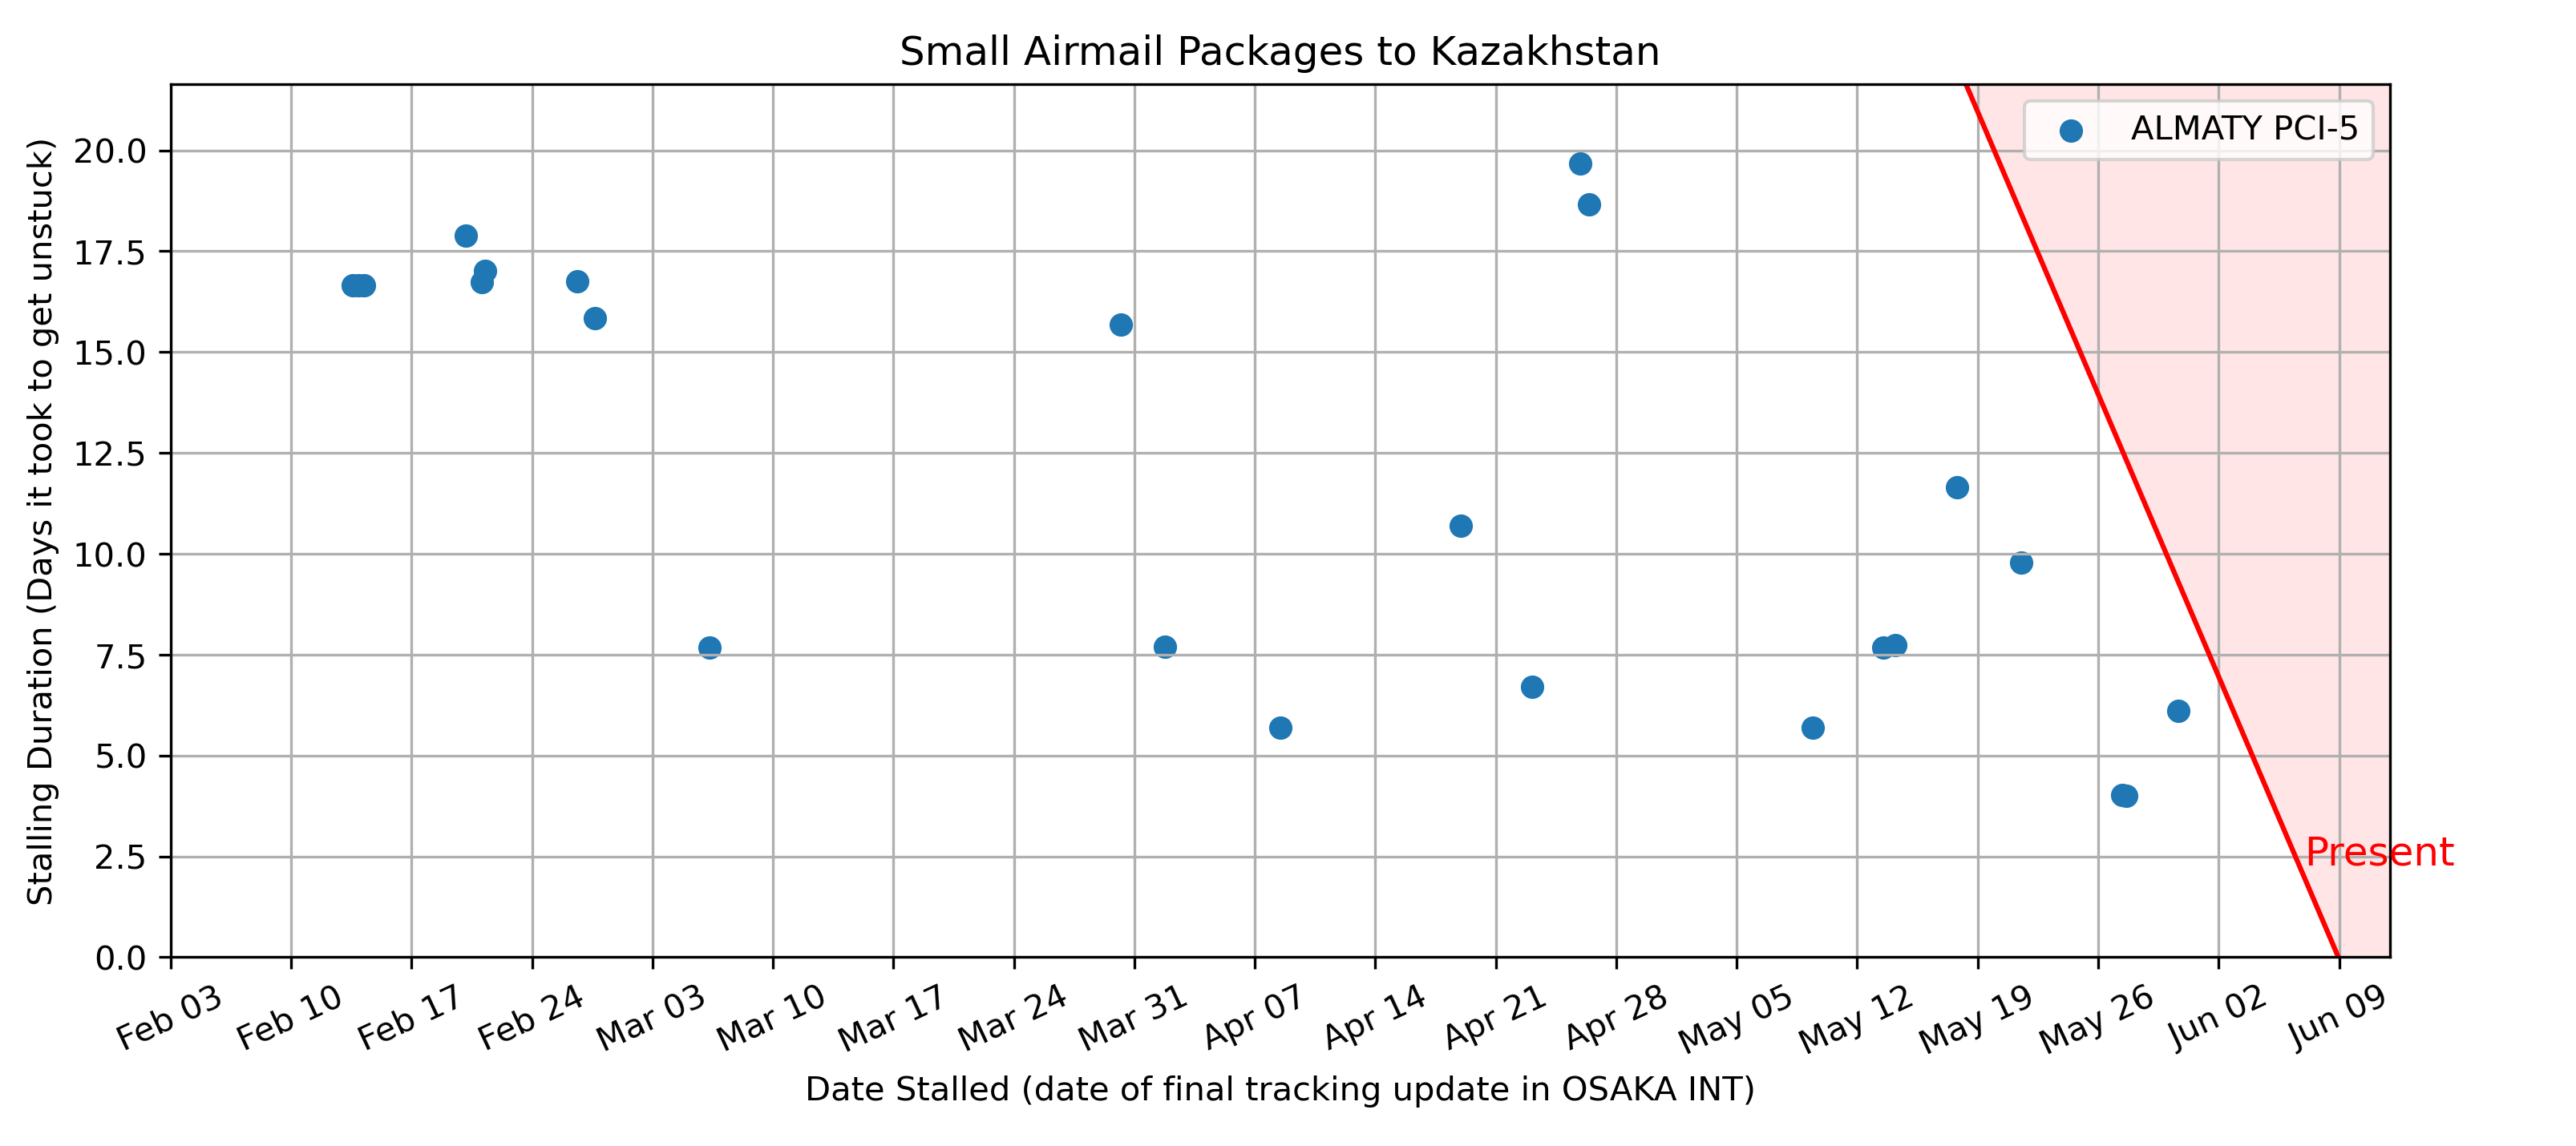 Small Airmail Packages to Kazakhstan
ALMATY PCI-5
Stalling Duration (Days it took to get unstuck)
20.0
17.5
15.0
12.5
10.0
7.5
5.0
2.5
0.0
Present
Feb 03 Feb 10 Feb 17 Feb 24 Mar 03 Mar 10 Mar 17 Mar 24 Mar 31 Apr 07 Apr 14 Apr 21 Apr 28 May 05 May 12 May 19 May 26 Jun 02 Jun 09
Date Stalled (date of final tracking update in OSAKA INT)